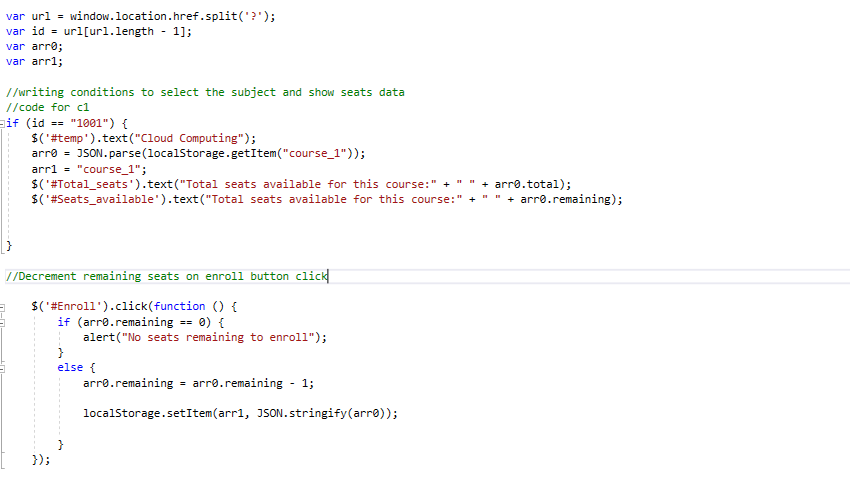 var url = window.location.href.split('?');
var id = url[url.length - 1];
var arr0;
var arr1;
//writing conditions to select the subject and show seats data
//code for c1
if (id == "1001") {
$('#temp').text("Cloud Computing");
arr0 = JSON.parse(localStorage.getItem("course_1"));
arr1 = "course_1";
$('#Total_seats').text("Total seats available for this course:" + " " + arr0.total);
$('#Seats_available').text("Total seats available for this course:" + " " + arr0.remaining);
}
//Decrement remaining seats on enroll button click
$('#Enroll').click(function () {
if (arr0.remaining == 0) {
alert("No seats remaining to enroll");
}
else {
arr0.remaining = arr0.remaining - 1;
localStorage.setItem(arr1, JSON.stringify(arr0));
}
});